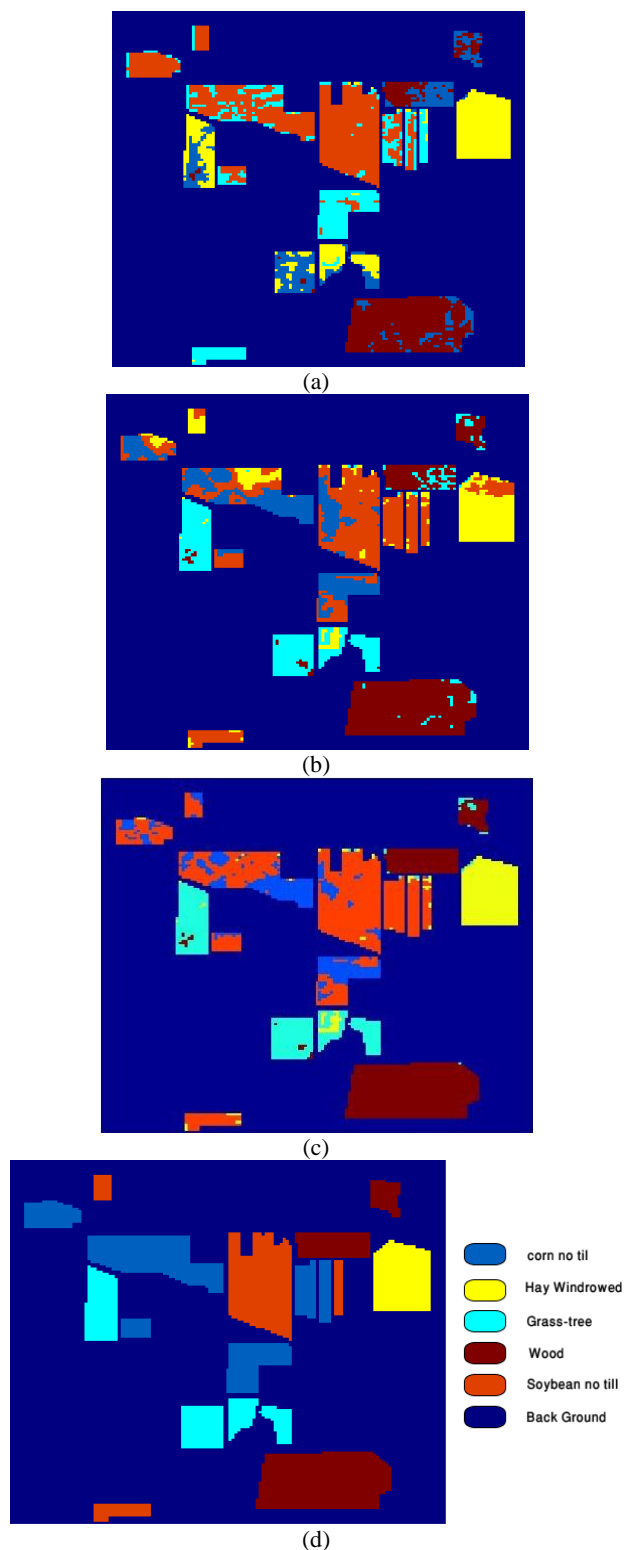 (a)
(b)
(c)
corn no til
Hay Windrowed
Grass-tree
Wood
Soybean no till
Back Ground
(d)